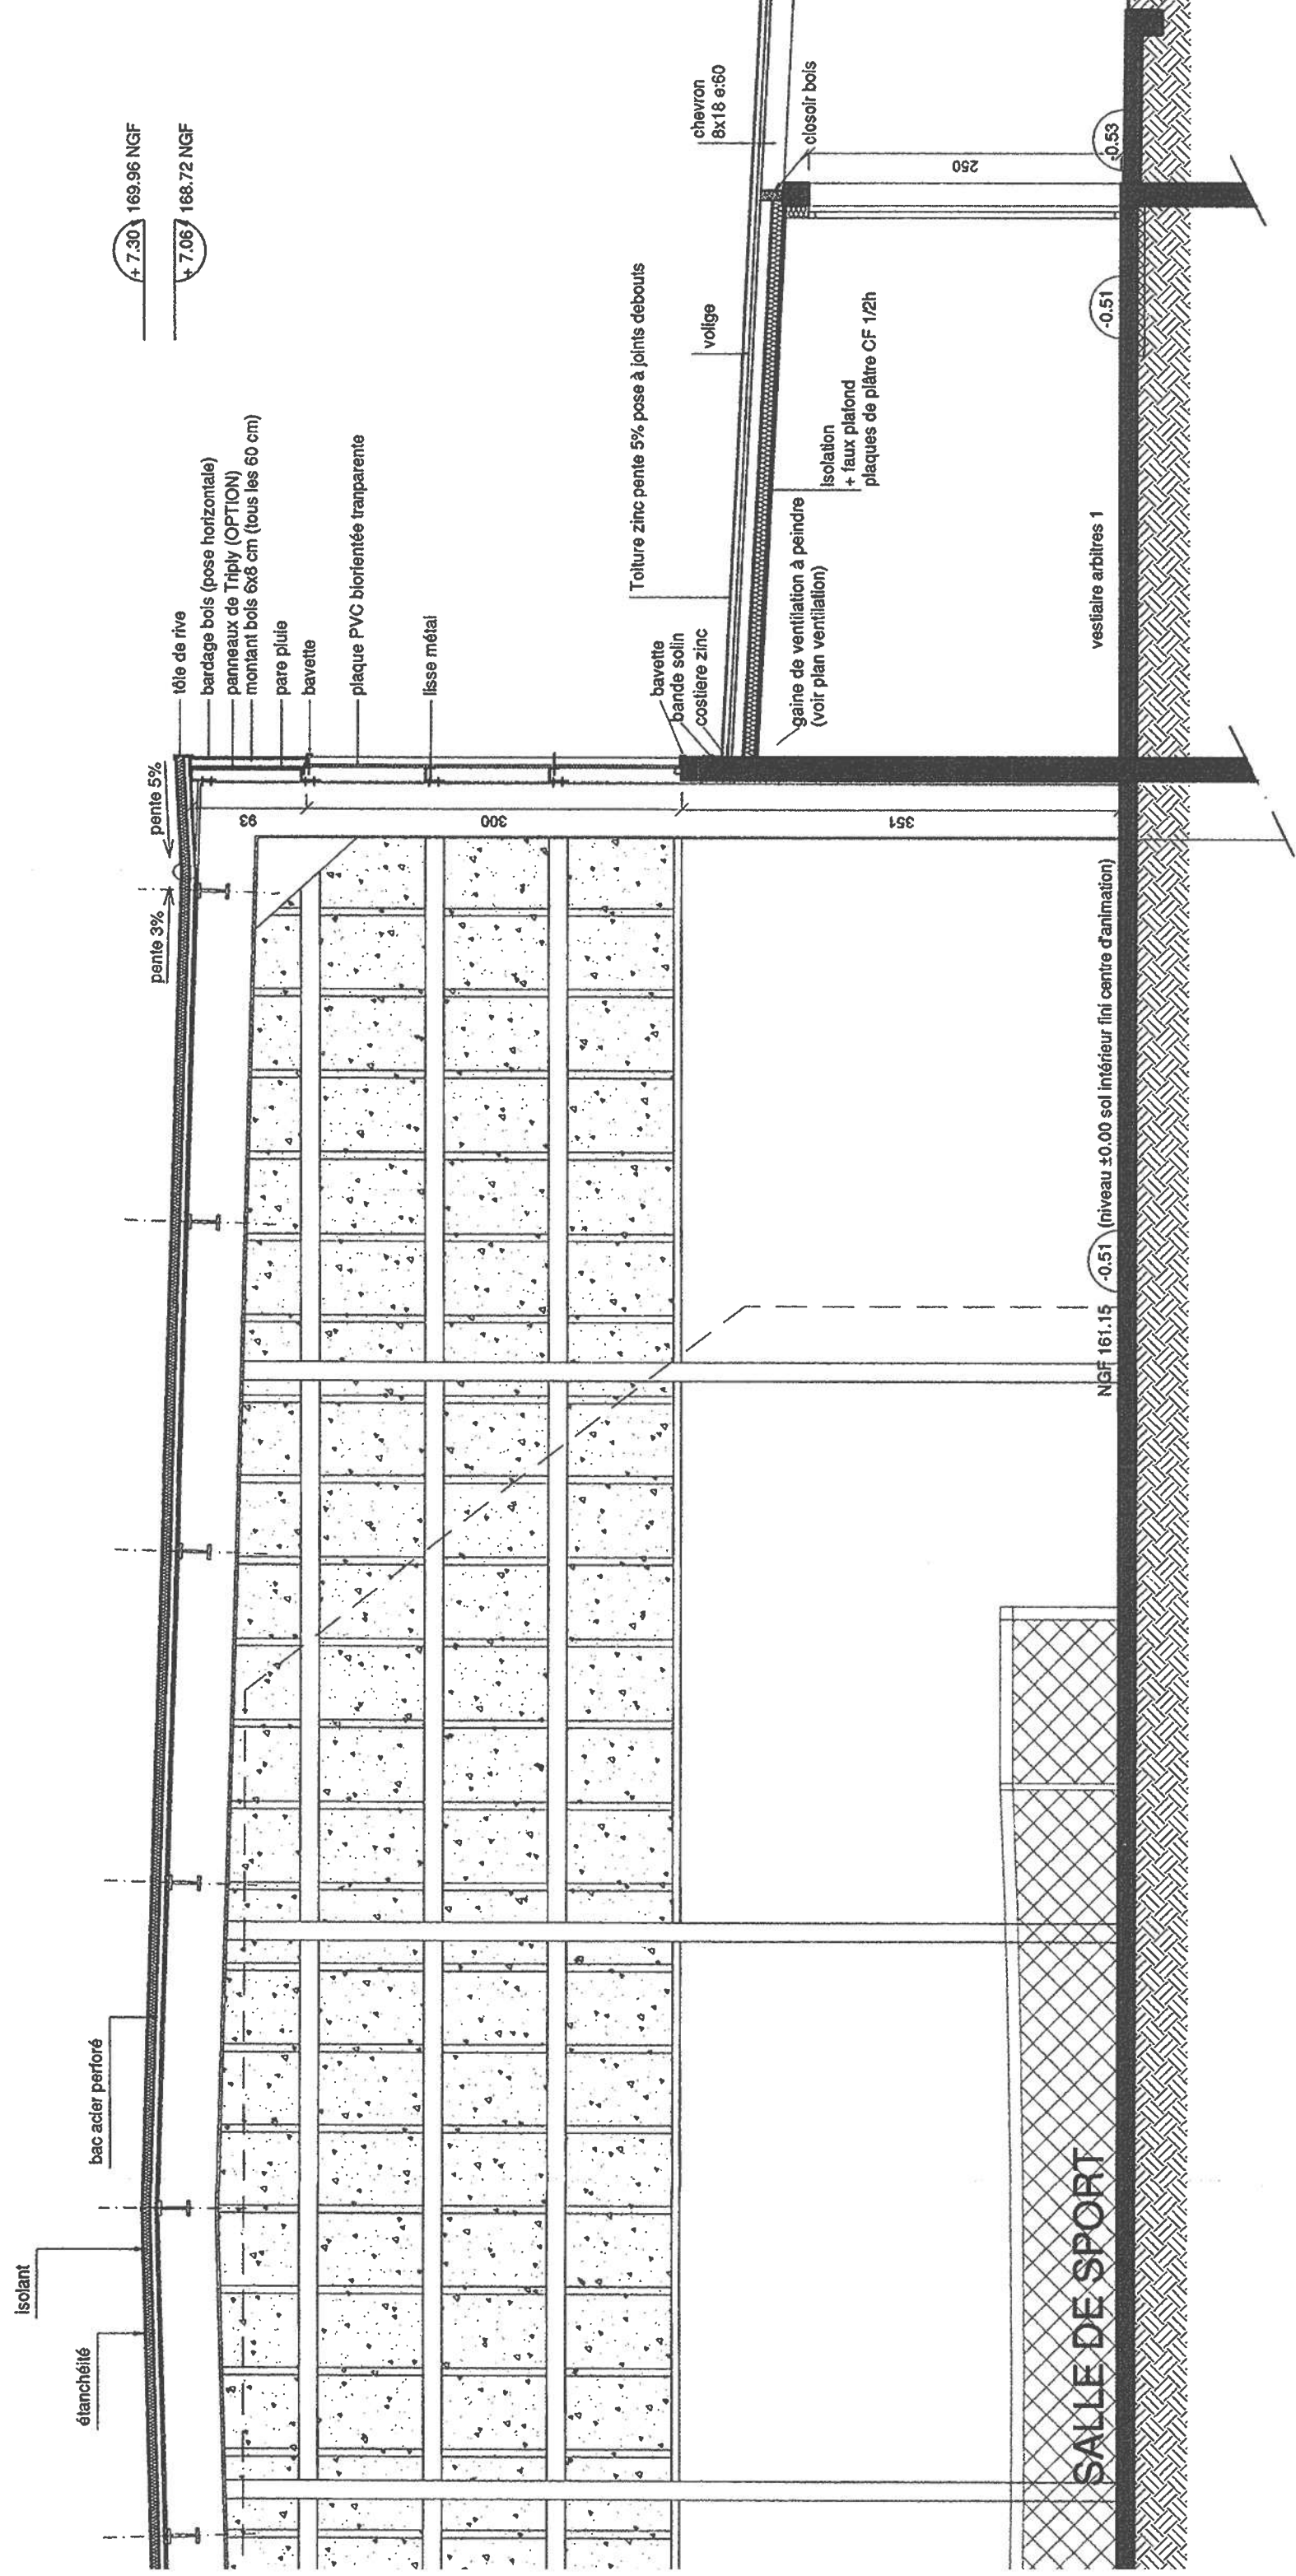 isolant
étanchéité
bac acier perforé
pente 3%
pente 5%
+ 7.30
169.96 NGF
+ 7.06
168.72 NGF
tôle de rive
bardage bois (pose horizontale)
panneaux de Triply (OPTION)
montant bois 6x8 cm (tous les 60 cm)
pare pluie
bavette
plaque PVC biorientée tranparente
lisse métal
93
300
351
Toiture zinc pente 5% pose à joints debouts
bavette
bande solin
costiere zinc
volige
chevron
8x18 e:60
closoir bois
gaine de ventilation à peindre
(voir plan ventilation)
isolation
+ faux plafond
plaques de plâtre CF 1/2h
250
vestiaire arbitres 1
-0.51
-0.53
NGF 161.15
-0.51
(niveau ±0.00 sol intérieur fini centre d'animation)
SALLE DE SPORT